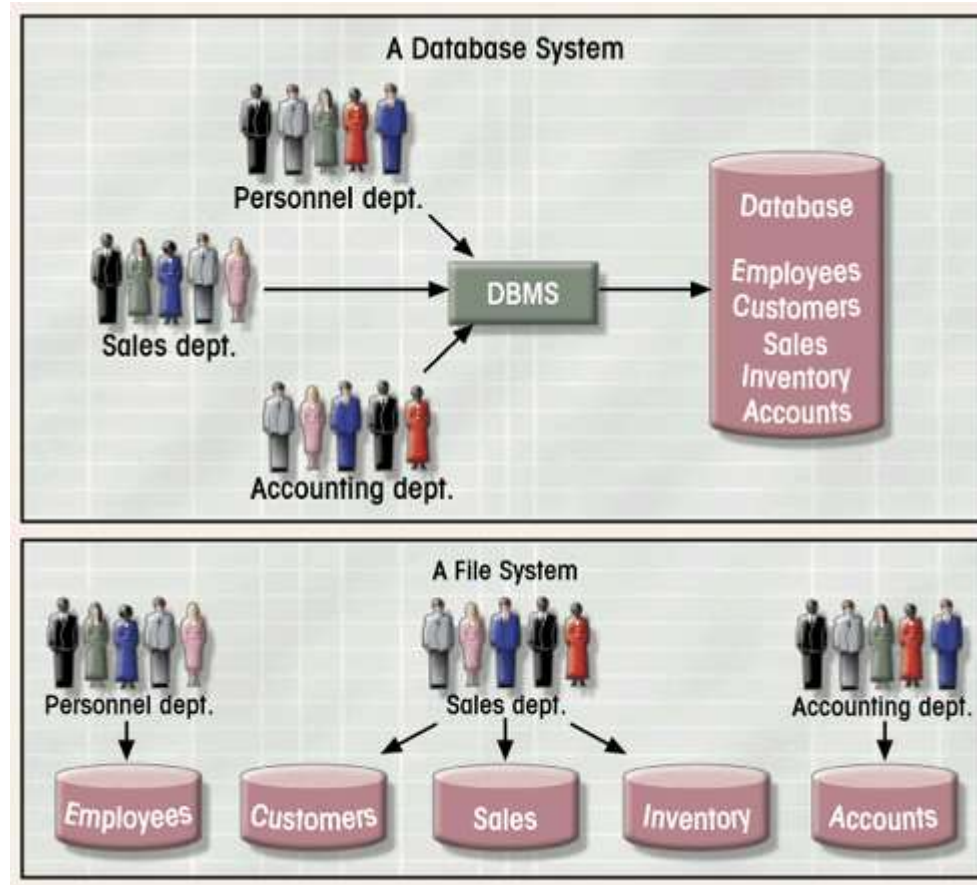 A Database System
Personnel dept.
Sales dept.
Accounting dept.
DBMS
Database
Employees
Customers
Sales
Inventory
Accounts
A File System
Personnel dept.
Sales dept.
Accounting dept.
Employees
Customers
Sales
Inventory
Accounts